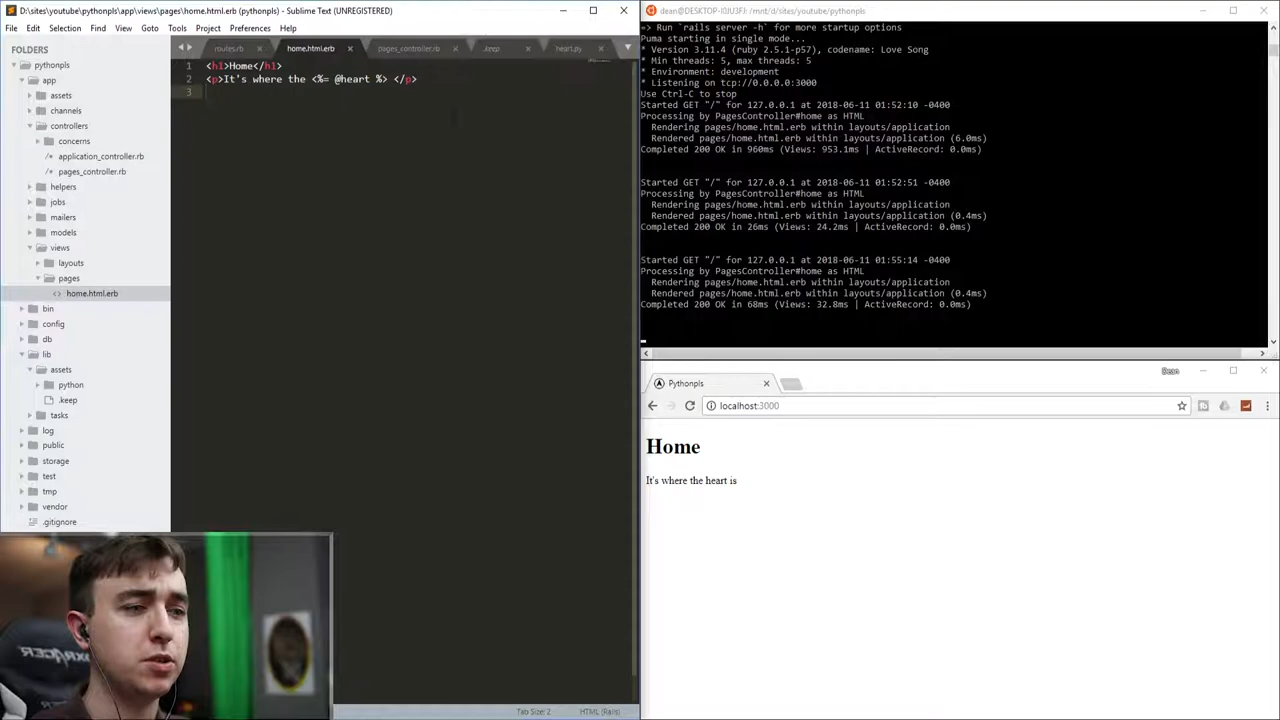 D:\sites\youtube\pythonpls\app\views\pages\home.html.erb (pythonpls) - Sublime Text (UNREGISTERED)
File Edit Selection Find View Goto Tools Project Preferences Help
FOLDERS
pythonpls
app
assets
channels
controllers
concerns
application_controller.rb
pages_controller.rb
helpers
jobs
mailers
models
views
layouts
pages
home.html.erb
bin
config
db
lib
assets
python
.keep
tasks
log
public
storage
test
tmp
vendor
.gitignore
routes.rb home.html.erb pages_controller.rb .keep heart.py
1 <h1>Home</h1>
2 <p>It's where the <%= @heart %> </p>
3
Tab Size: 2 HTML (Rails)
dean@DESKTOP-I0JU3FJ: /mnt/d/sites/youtube/pythonpls
=> Run `rails server -h` for more startup options
Puma starting in single mode...
* Version 3.11.4 (ruby 2.5.1-p57), codename: Love Song
* Min threads: 5, max threads: 5
* Environment: development
* Listening on tcp://0.0.0.0:3000
Use Ctrl-C to stop
Started GET "/" for 127.0.0.1 at 2018-06-11 01:52:10 -0400
Processing by PagesController#home as HTML
Rendering pages/home.html.erb within layouts/application
Rendered pages/home.html.erb within layouts/application (6.0ms)
Completed 200 OK in 960ms (Views: 953.1ms | ActiveRecord: 0.0ms)
Started GET "/" for 127.0.0.1 at 2018-06-11 01:52:51 -0400
Processing by PagesController#home as HTML
Rendering pages/home.html.erb within layouts/application
Rendered pages/home.html.erb within layouts/application (0.4ms)
Completed 200 OK in 26ms (Views: 24.2ms | ActiveRecord: 0.0ms)
Started GET "/" for 127.0.0.1 at 2018-06-11 01:55:14 -0400
Processing by PagesController#home as HTML
Rendering pages/home.html.erb within layouts/application
Rendered pages/home.html.erb within layouts/application (0.4ms)
Completed 200 OK in 68ms (Views: 32.8ms | ActiveRecord: 0.0ms)
Dean
Pythonpls
localhost:3000
Home
It's where the heart is